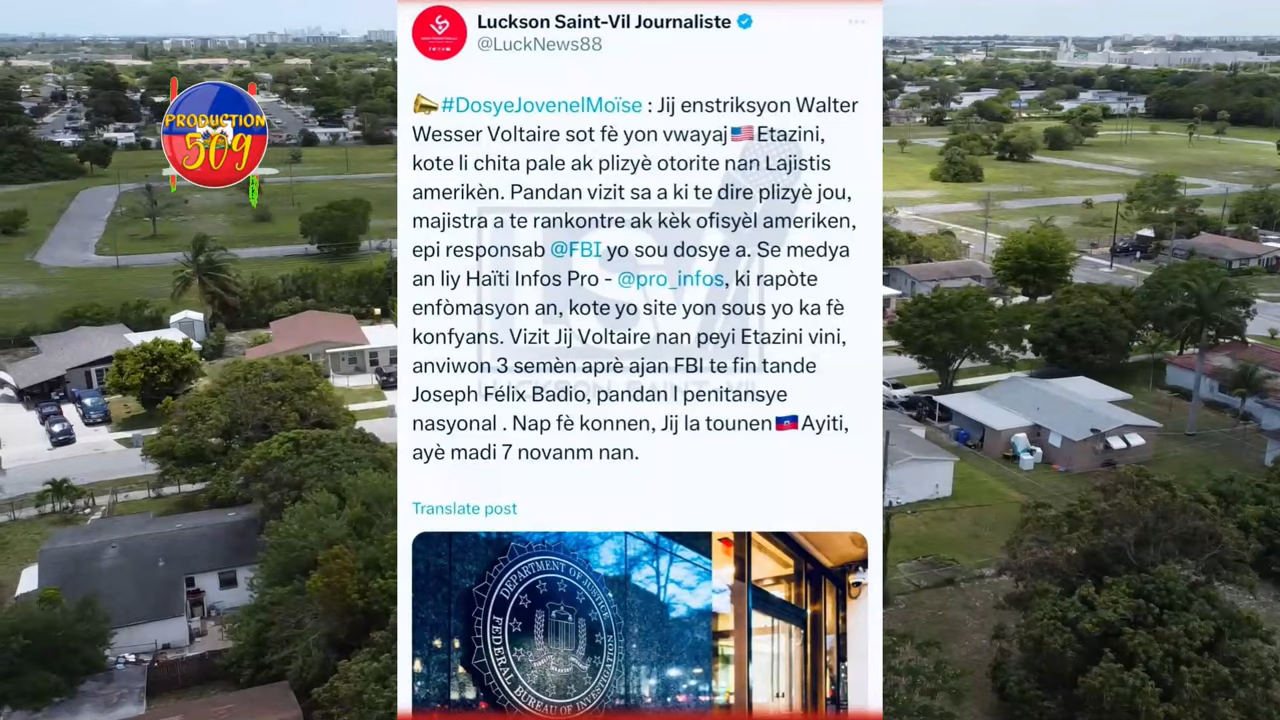 PRODUCTION
509
Luckson Saint-Vil Journaliste
@LuckNews88
#DosyeJovenelMoïse : Jij enstriksyon Walter
Wesser Voltaire sot fè yon vwayaj Etazini,
kote li chita pale ak plizyè otorite nan Lajistis
amerikèn. Pandan vizit sa a ki te dire plizyè jou,
majistra a te rankontre ak kèk ofisyèl ameriken,
epi responsab @FBI yo sou dosye a. Se medya
an liy Haïti Infos Pro - @pro_infos, ki rapòte
enfòmasyon an, kote yo site yon sous yo ka fè
konfyans. Vizit Jij Voltaire nan peyi Etazini vini,
anviwon 3 semèn aprè ajan FBI te fin tande
Joseph Félix Badio, pandan l penitansye
nasyonal . Nap fè konnen, Jij la tounen Ayiti,
ayè madi 7 novanm nan.
Translate post
DEPARTMENT OF JUSTICE
FEDERAL BUREAU OF INVESTIGATION
LSV
LUCKSON SAINT-VIL